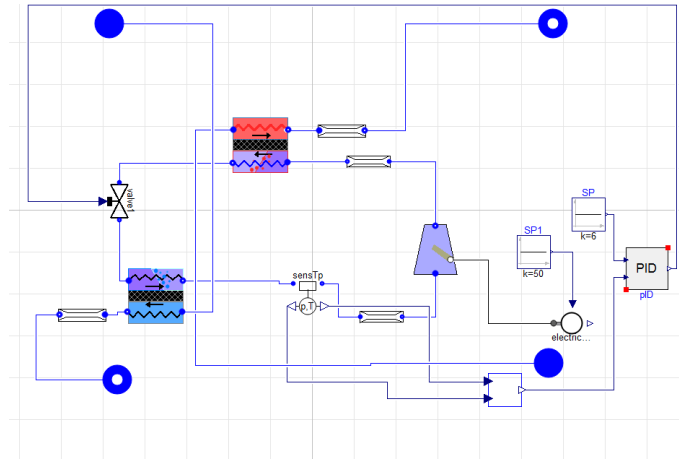 SP
k=6
SP1
k=50
PID
pID
valve1
sensTp
p,T
electric...